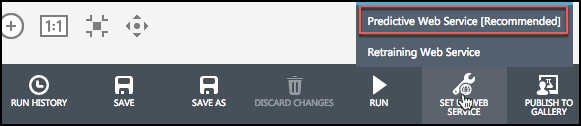 1:1
Predictive Web Service [Recommended]
Retraining Web Service
RUN HISTORY
SAVE
SAVE AS
DISCARD CHANGES
RUN
SET UP WEB
SERVICE
PUBLISH TO
GALLERY